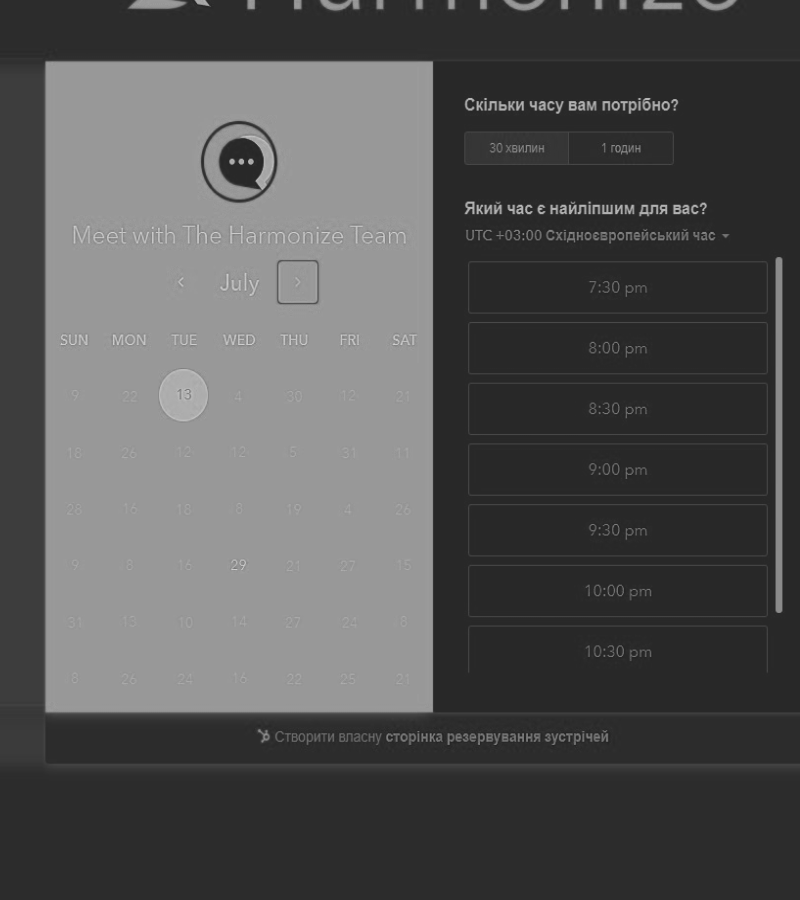 Harmonize
Meet with The Harmonize Team
July
SUN MON TUE WED THU FRI SAT
9 22 13 4 30 12 21
18 26 12 12 5 31 11
28 16 18 8 19 4 26
9 8 16 29 21 27 15
31 13 10 14 27 24 8
8 26 24 16 22 25 21
Скільки часу вам потрібно?
30 хвилин 1 годин
Який час є найліпшим для вас?
UTC +03:00 Східноєвропейський час
7:30 pm
8:00 pm
8:30 pm
9:00 pm
9:30 pm
10:00 pm
10:30 pm
Створити власну сторінка резервування зустрічей